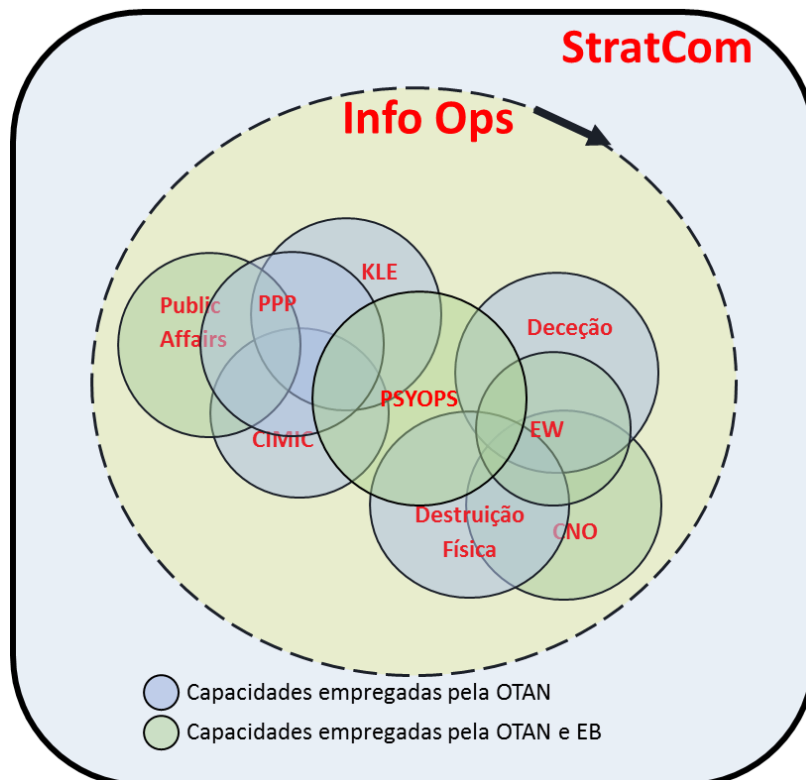 StratCom
Info Ops
KLE
Public
Affairs
PPP
Deceção
PSYOPS
EW
CIMIC
Destruição
Física
CNO
Capacidades empregadas pela OTAN
Capacidades empregadas pela OTAN e EB